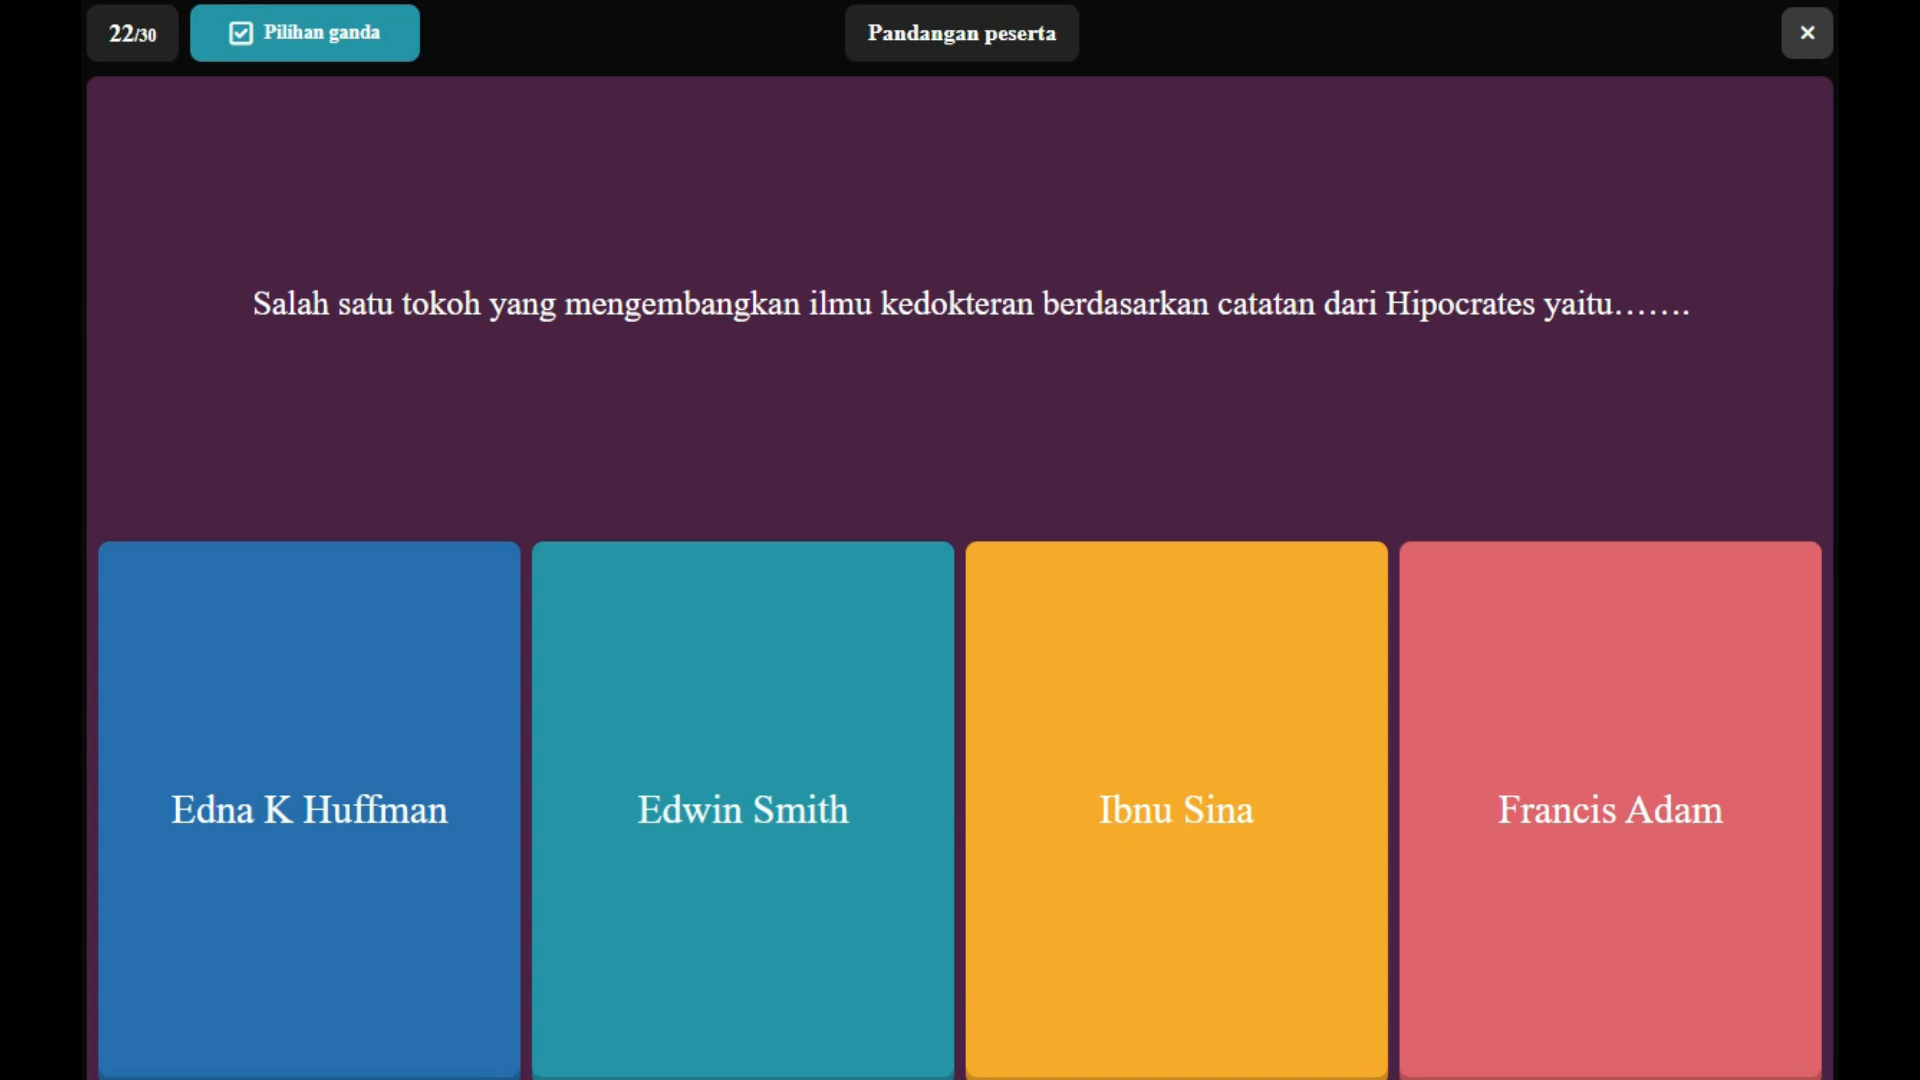 22/30
Pilihan ganda
Pandangan peserta
×
Salah satu tokoh yang mengembangkan ilmu kedokteran berdasarkan catatan dari Hipocrates yaitu…….
Edna K Huffman
Edwin Smith
Ibnu Sina
Francis Adam